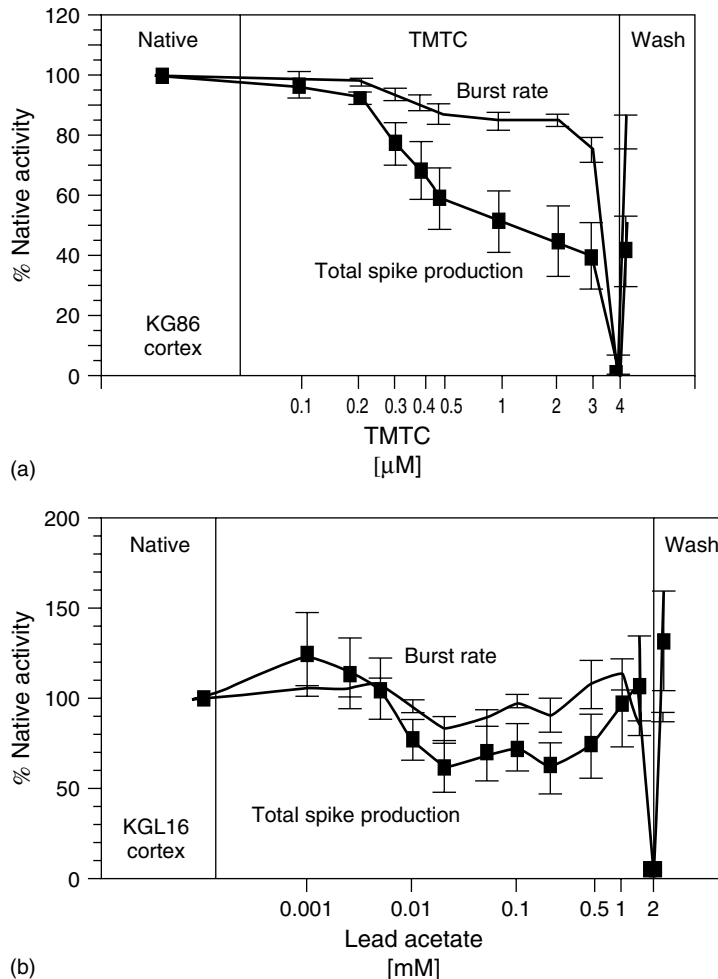 120
Native
TMTC
Wash
100
Burst rate
80
% Native activity
60
40
Total spike production
20
KG86
cortex
0
0.1 0.2 0.3 0.4 0.5 1 2 3 4
TMTC
[μM]
(a)
200
Native
Wash
150
Burst rate
% Native activity
100
50
Total spike production
KGL16
cortex
0
0.001 0.01 0.1 0.5 1 2
Lead acetate
[mM]
(b)